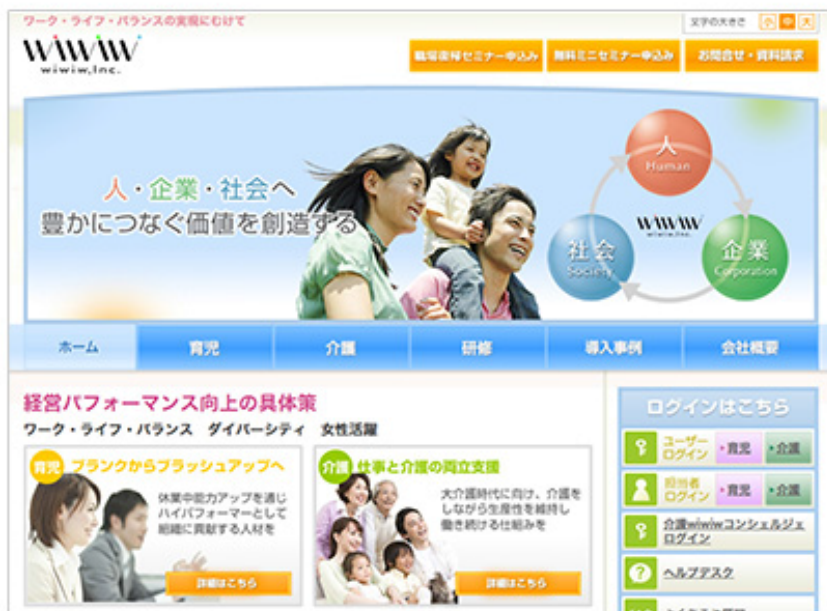 ワーク・ライフ・バランスの実現にむけて
文字の大きさ 小 中 大
wiwiw
wiwiw,Inc.
職場復帰セミナー申込み 無料ミニセミナー申込み お問合せ・資料請求
人・企業・社会へ
豊かにつなぐ価値を創造する
人
Human
wiwiw
wiwiw,Inc.
社会
Society
企業
Corporation
ホーム 育児 介護 研修 導入事例 会社概要
経営パフォーマンス向上の具体策
ワーク・ライフ・バランス ダイバーシティ 女性活躍
育児 ブランクからブラッシュアップへ
休業中能力アップを通じ
ハイパフォーマーとして
組織に貢献する人材を
詳細はこちら
介護 仕事と介護の両立支援
大介護時代に向け、介護を
しながら生産性を維持し
働き続ける仕組みを
詳細はこちら
ログインはこちら
ユーザー
ログイン 育児 介護
担当者
ログイン 育児 介護
介護wiwiwコンシェルジェ
ログイン
ヘルプデスク